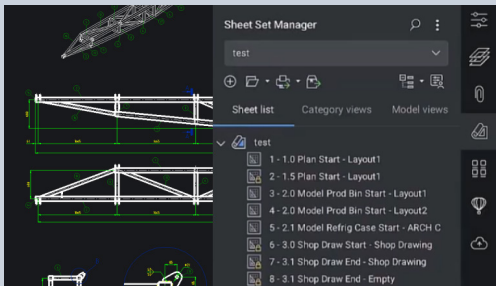 Sheet Set Manager
test
Sheet list Category views Model views
test
1 - 1.0 Plan Start - Layout1
2 - 1.5 Plan Start - Layout1
3 - 2.0 Model Prod Bin Start - Layout1
4 - 2.0 Model Prod Bin Start - Layout2
5 - 2.1 Model Refrig Case Start - ARCH C
6 - 3.0 Shop Draw Start - Shop Drawing
7 - 3.1 Shop Draw End - Shop Drawing
8 - 3.1 Shop Draw End - Empty